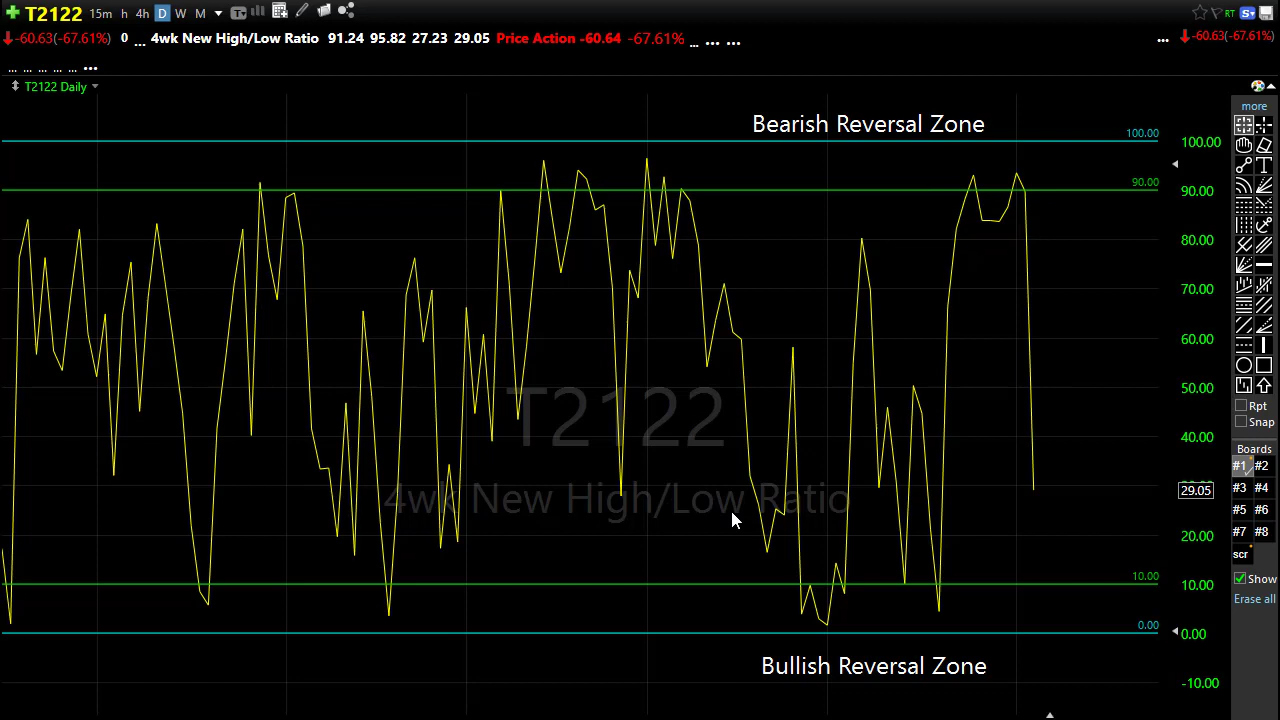 T2122 15m h 4h D W M T RT S
-60.63(-67.61%) 0 ... 4wk New High/Low Ratio 91.24 95.82 27.23 29.05 Price Action -60.64 -67.61% ... ... ... ... -60.63(-67.61%)
... ... ... ... ... ...
T2122 Daily
more
Bearish Reversal Zone
100.00 100.00
90.00 90.00
80.00
70.00
60.00
50.00
T2122
40.00
Rpt
Snap
Boards
#1 #2
4wk New High/Low Ratio
29.05
#3 #4
#5 #6
20.00
#7 #8
scr
10.00 10.00
Show
Erase all
0.00 0.00
Bullish Reversal Zone
-10.00